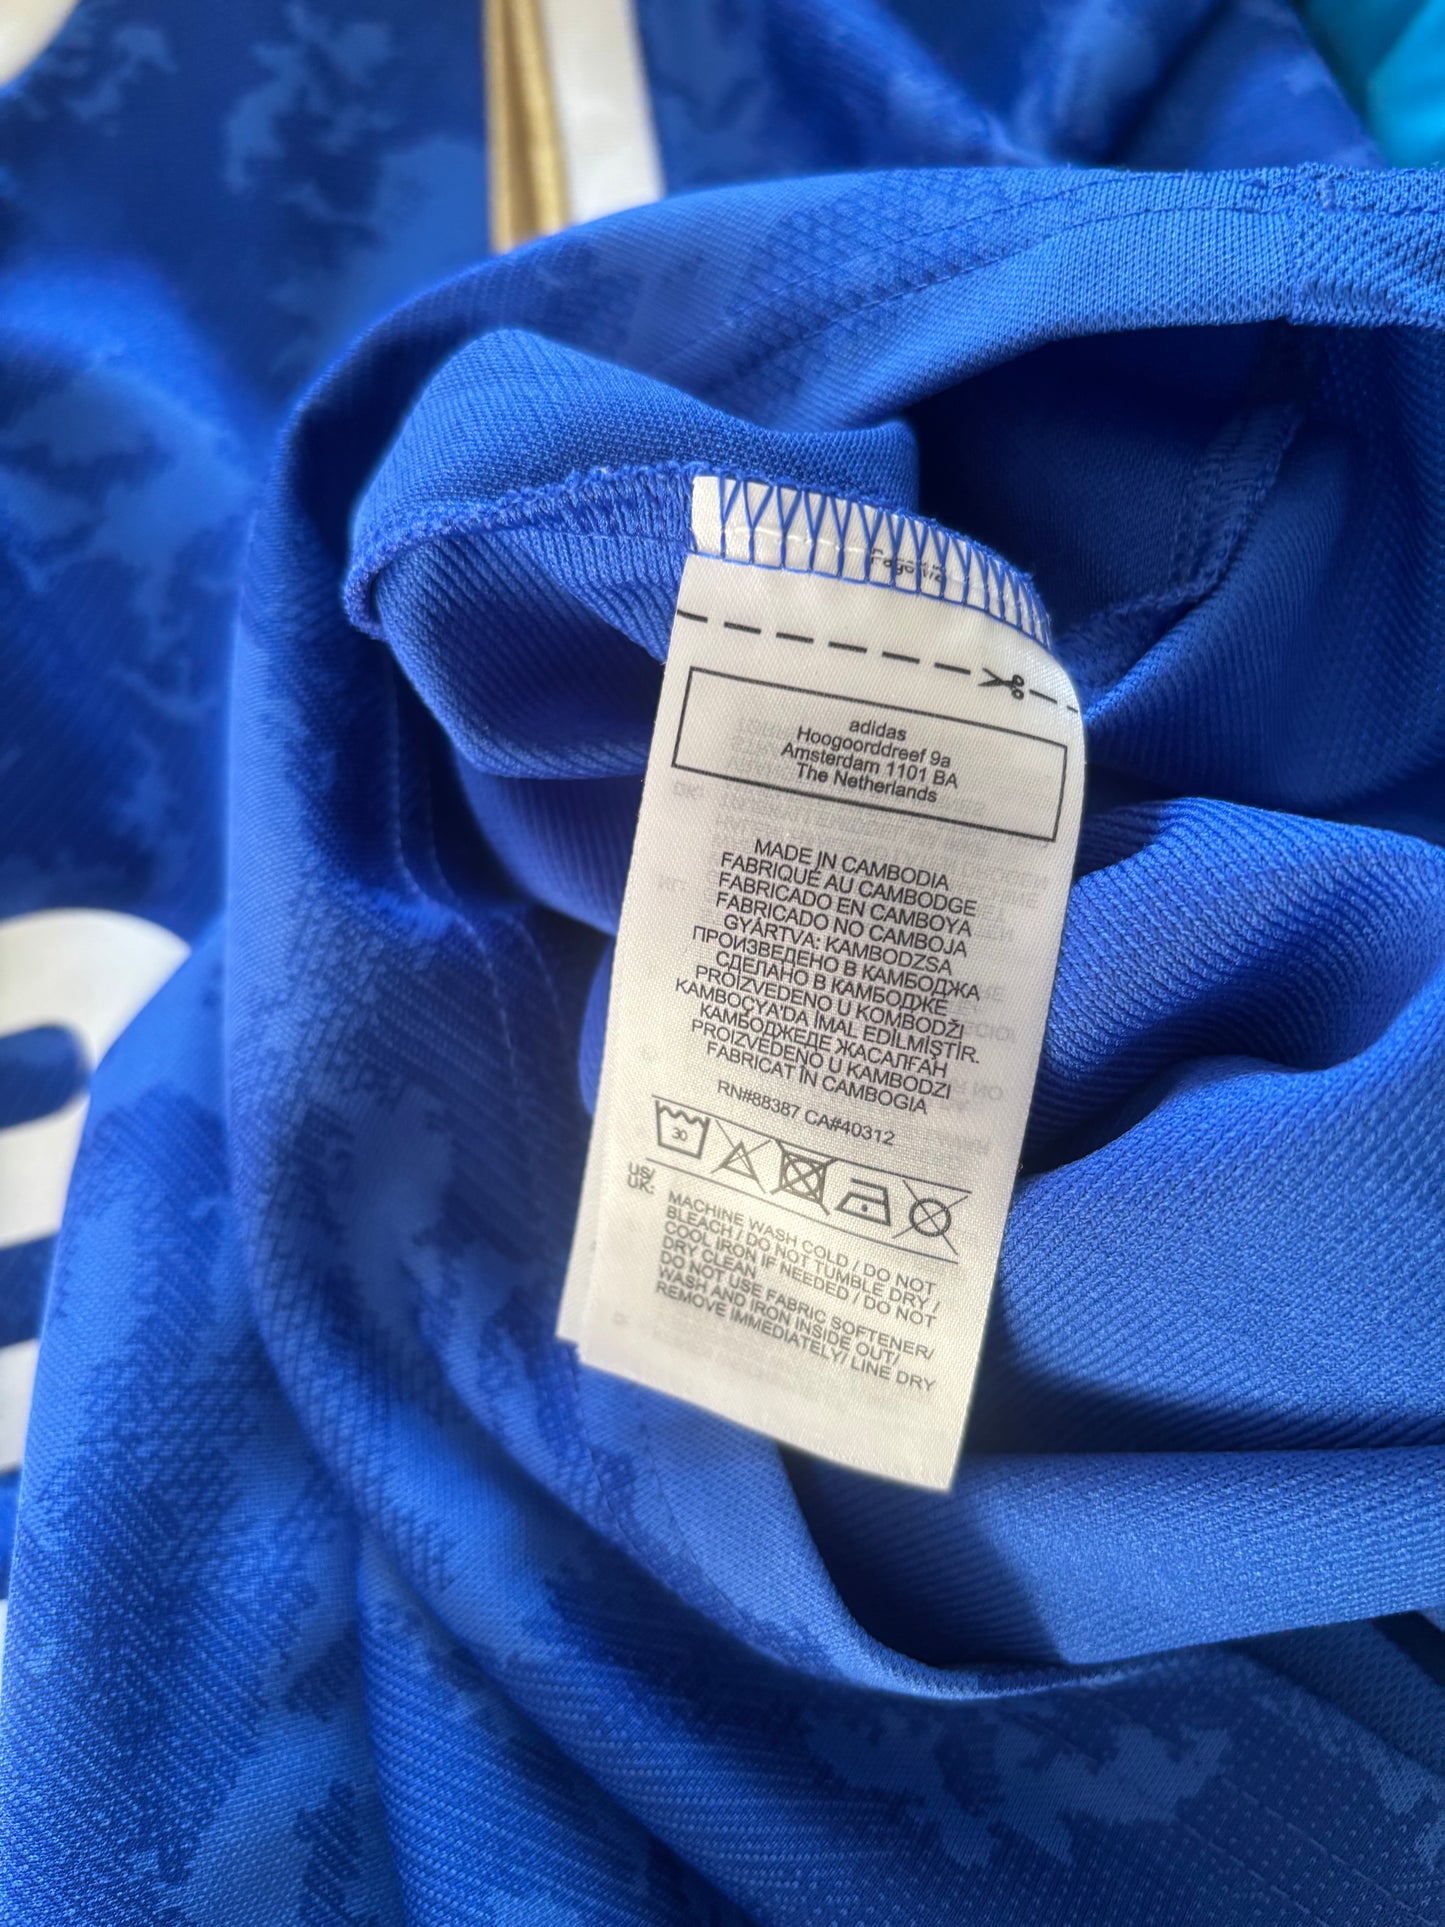 adidas
Hoogoorddreef 9a
Amsterdam 1101 BA
The Netherlands
MADE IN CAMBODIA
FABRIQUÉ AU CAMBODGE
FABRICADO EN CAMBOYA
FABRICADO NO CAMBOJA
GYÁRTVA: KAMBODZSA
ПРОИЗВЕДЕНО В КАМБОДЖА
СДЕЛАНО В КАМБОДЖЕ
PROIZVEDENO U KOMBODŽI
KAMBOÇYA'DA İMAL EDİLMİŞTİR.
КАМБОДЖЕДЕ ЖАСАЛҒАН
PROIZVEDENO U KAMBODZI
FABRICAT ÎN CAMBOGIA
RN#88387 CA#40312
30
US/
UK:
MACHINE WASH COLD / DO NOT
BLEACH / DO NOT TUMBLE DRY /
COOL IRON IF NEEDED / DO NOT
DRY CLEAN
DO NOT USE FABRIC SOFTENER/
WASH AND IRON INSIDE OUT/
REMOVE IMMEDIATELY/ LINE DRY